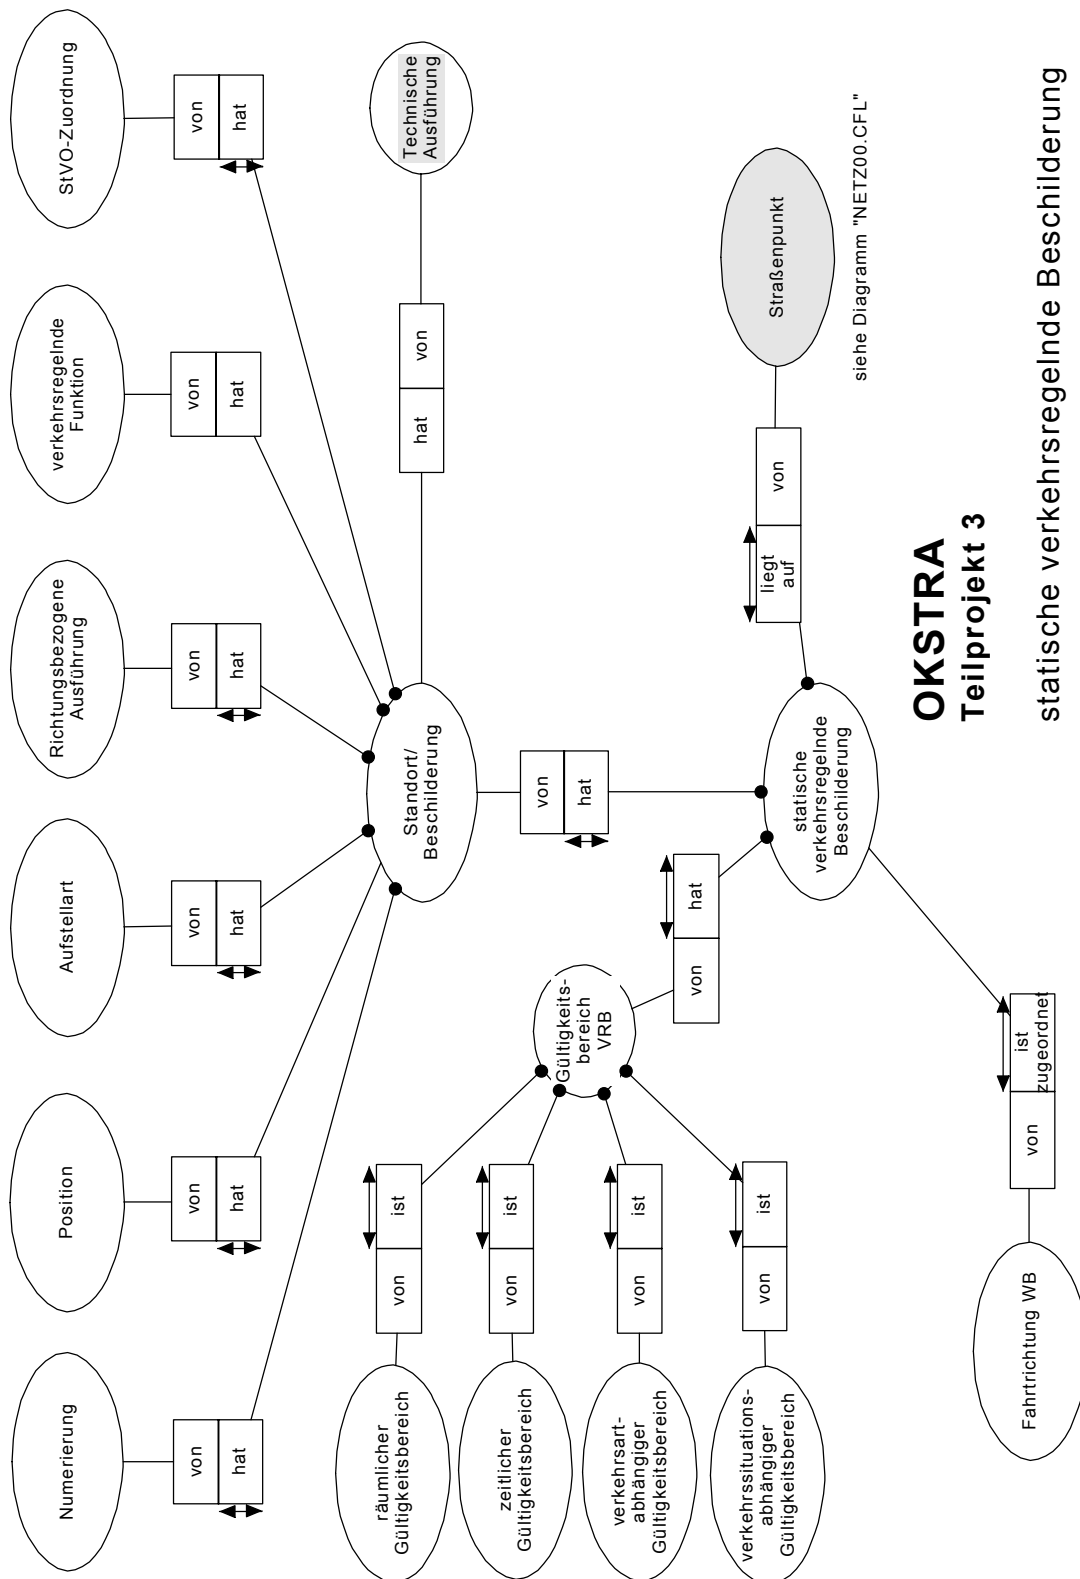 Numerierung
Position
Aufstellart
Richtungsbezogene
Ausführung
verkehrsregelnde
Funktion
StVO-Zuordnung
von
hat
von
hat
von
hat
von
hat
von
hat
von
hat
Standort/
Beschilderung
hat
von
Technische
Ausführung
räumlicher
Gültigkeitsbereich
von
ist
zeitlicher
Gültigkeitsbereich
von
ist
verkehrsart-
abhängiger
Gültigkeitsbereich
von
ist
verkehrssituations-
abhängiger
Gültigkeitsbereich
von
ist
Gültigkeits-
bereich
VRB
von
hat
von
hat
statische
verkehrsregelnde
Beschilderung
liegt
auf
von
Straßenpunkt
siehe Diagramm "NETZ00.CFL"
Fahrtrichtung WB
von
ist
zugeordnet
OKSTRA
Teilprojekt 3
statische verkehrsregelnde Beschilderung